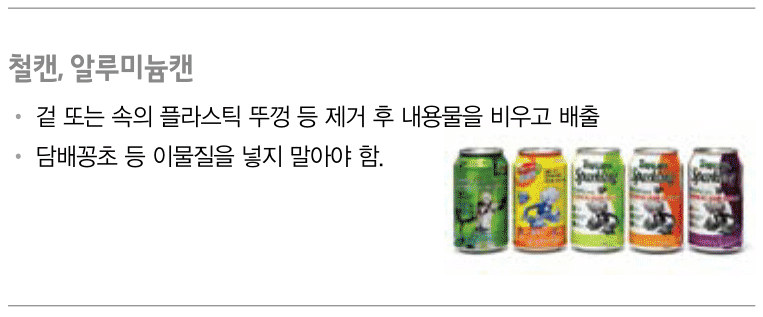 철캔, 알루미늄캔
• 겉 또는 속의 플라스틱 뚜껑 등 제거 후 내용물을 비우고 배출
• 담배꽁초 등 이물질을 넣지 말아야 함.